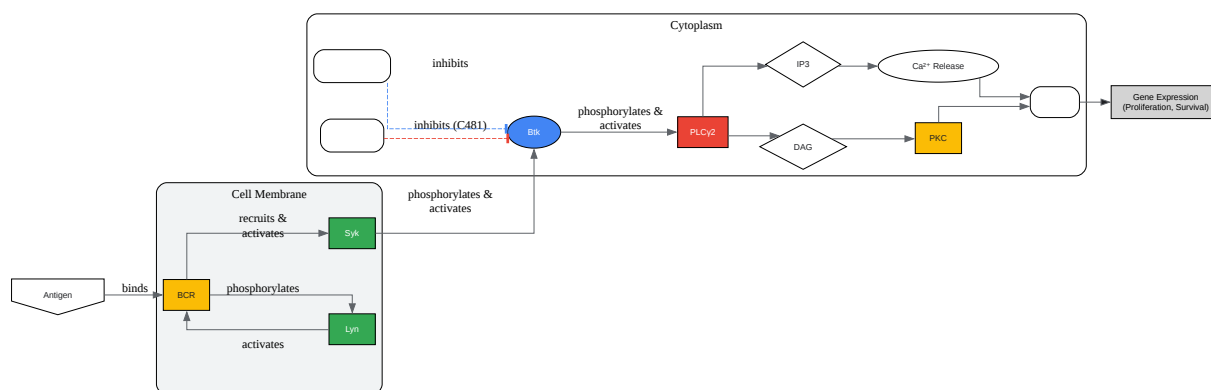 Cytoplasm
inhibits
IP3
Ca²⁺ Release
Gene Expression
(Proliferation, Survival)
phosphorylates &
activates
inhibits (C481)
Btk
PLCγ2
DAG
PKC
Cell Membrane
phosphorylates &
activates
recruits &
activates
Syk
Antigen
binds
BCR
phosphorylates
Lyn
activates